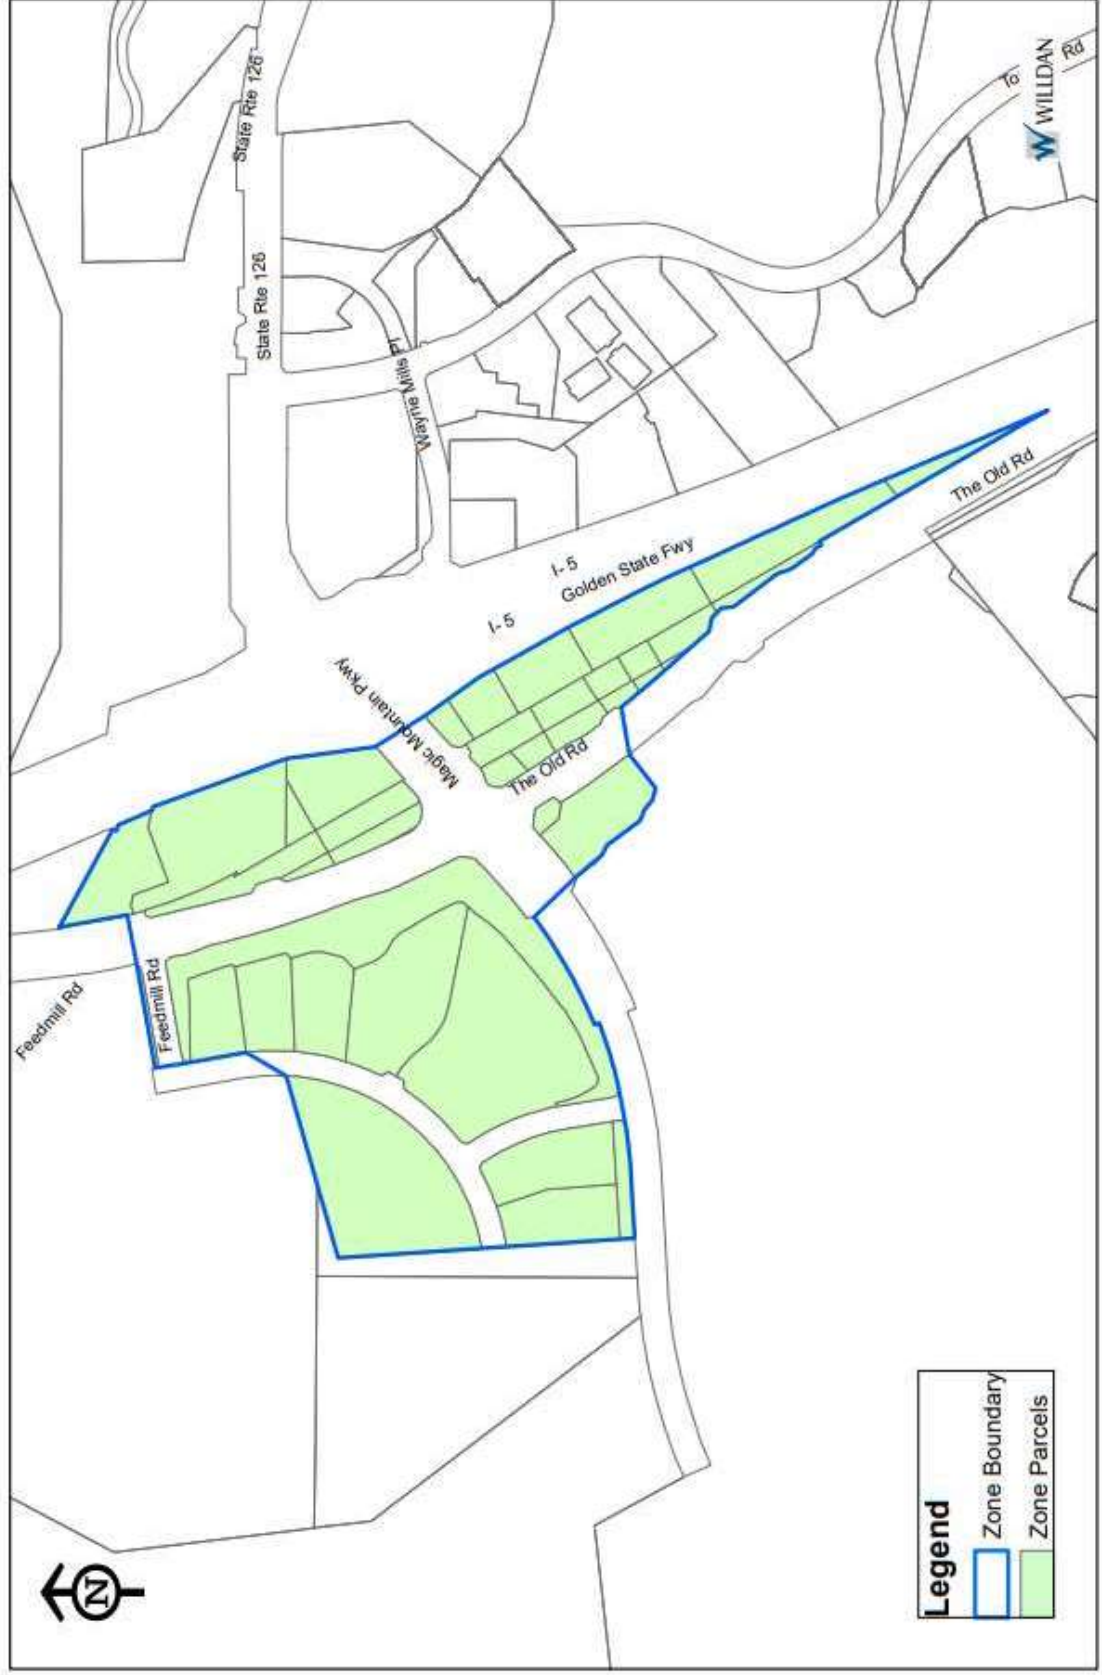 State Rte 126
State Rte 126
Wayne Mills Pl
To
Rd
WILLDAN
I-5
Golden State Fwy
I-5
Magic Mountain Pkwy
The Old Rd
The Old Rd
Feedmill Rd
Feedmill Rd
N
Legend
Zone Boundary
Zone Parcels